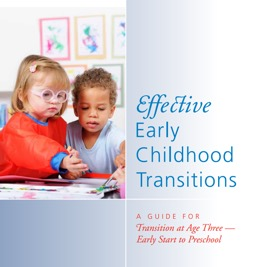 Effective
Early
Childhood
Transitions
A GUIDE FOR
Transition at Age Three —
Early Start to Preschool